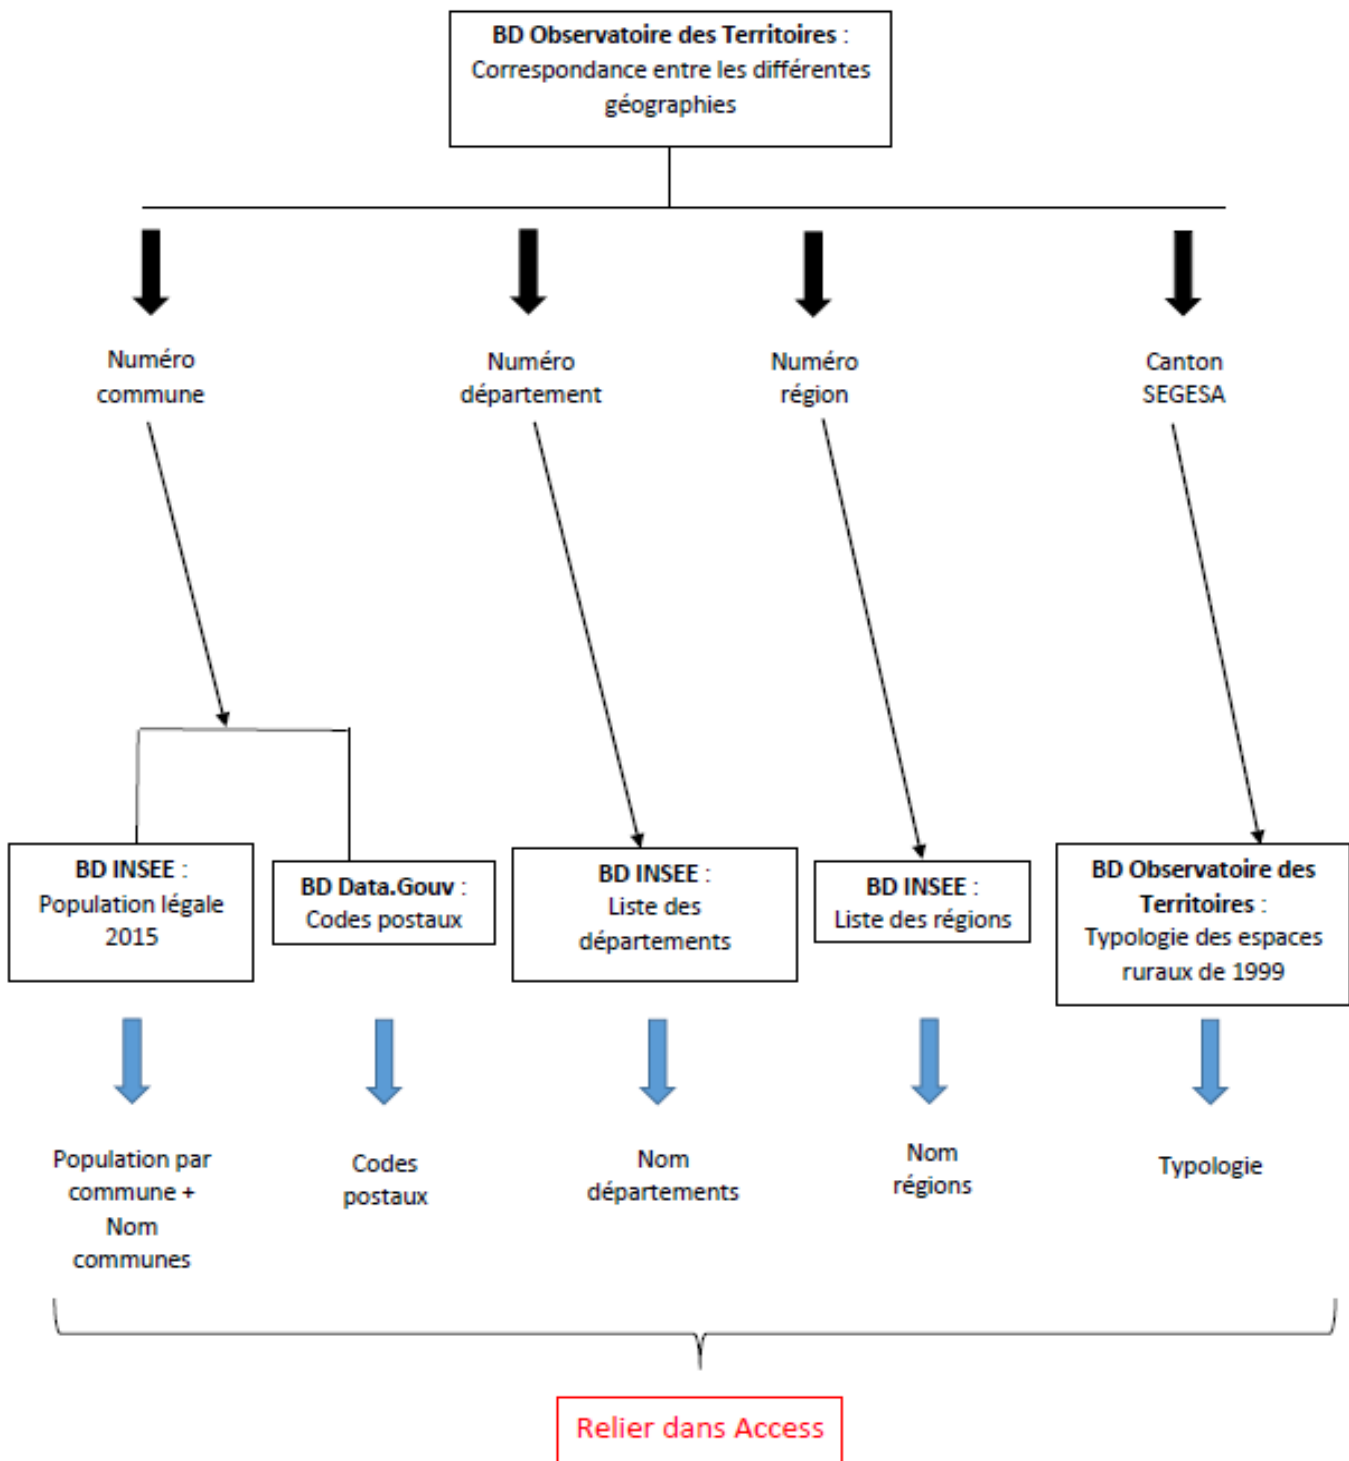 BD Observatoire des Territoires :
Correspondance entre les différentes
géographies
Numéro
commune
Numéro
département
Numéro
région
Canton
SEGESA
BD INSEE :
Population légale
2015
BD Data.Gouv :
Codes postaux
BD INSEE :
Liste des
départements
BD INSEE :
Liste des régions
BD Observatoire des
Territoires :
Typologie des espaces
ruraux de 1999
Population par
commune +
Nom
communes
Codes
postaux
Nom
départements
Nom
régions
Typologie
Relier dans Access